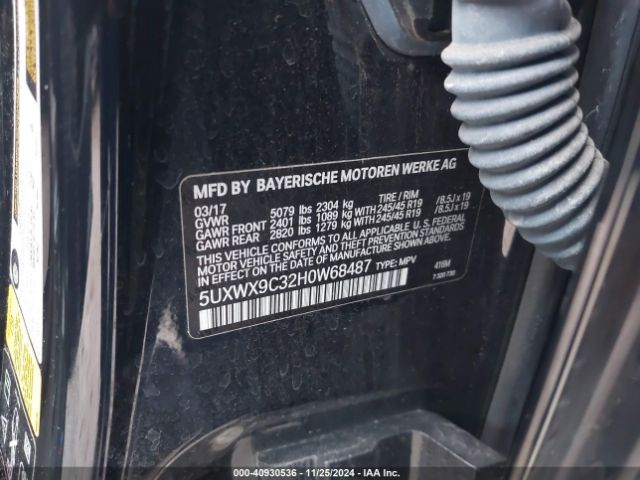 MFD BY BAYERISCHE MOTOREN WERKE AG
03/17 TIRE / RIM
GVWR 5079 lbs 2304 kg
GAWR FRONT 2401 lbs 1089 kg WITH 245/45 R19 /8.5J x 19
GAWR REAR 2820 lbs 1279 kg WITH 245/45 R19 /8.5J x 19
THIS VEHICLE CONFORMS TO ALL APPLICABLE U.S. FEDERAL
MOTOR VEHICLE SAFETY, BUMPER, AND THEFT PREVENTION STANDARDS
IN EFFECT ON THE DATE OF MANUFACTURE SHOWN ABOVE.
5UXWX9C32H0W68487 TYPE: MPV 416M
000-40930536 - 11/25/2024 - IAA Inc.